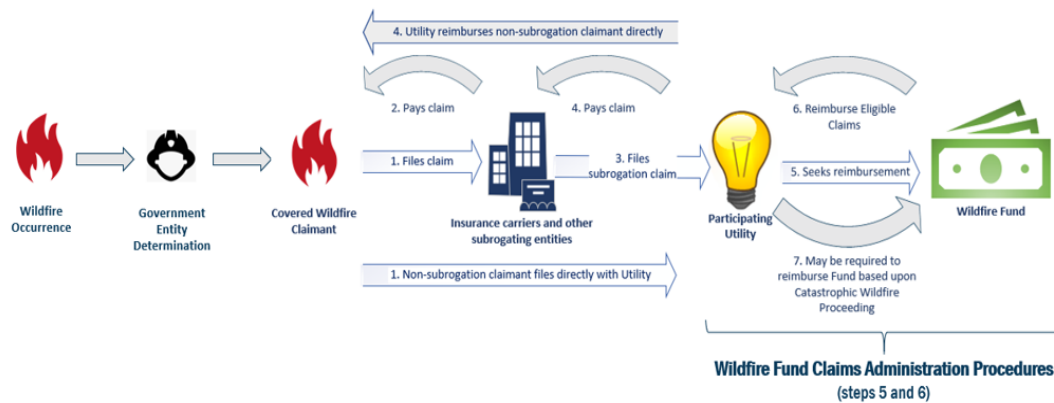 4. Utility reimburses non-subrogation claimant directly
2. Pays claim
4. Pays claim
6. Reimburse Eligible
Claims
1. Files claim
3. Files
subrogation claim
5. Seeks reimbursement
Wildfire
Occurrence
Government
Entity
Determination
Covered Wildfire
Claimant
Insurance carriers and other
subrogating entities
Participating
Utility
Wildfire Fund
1. Non-subrogation claimant files directly with Utility
7. May be required to
reimburse Fund based upon
Catastrophic Wildfire
Proceeding
Wildfire Fund Claims Administration Procedures
(steps 5 and 6)